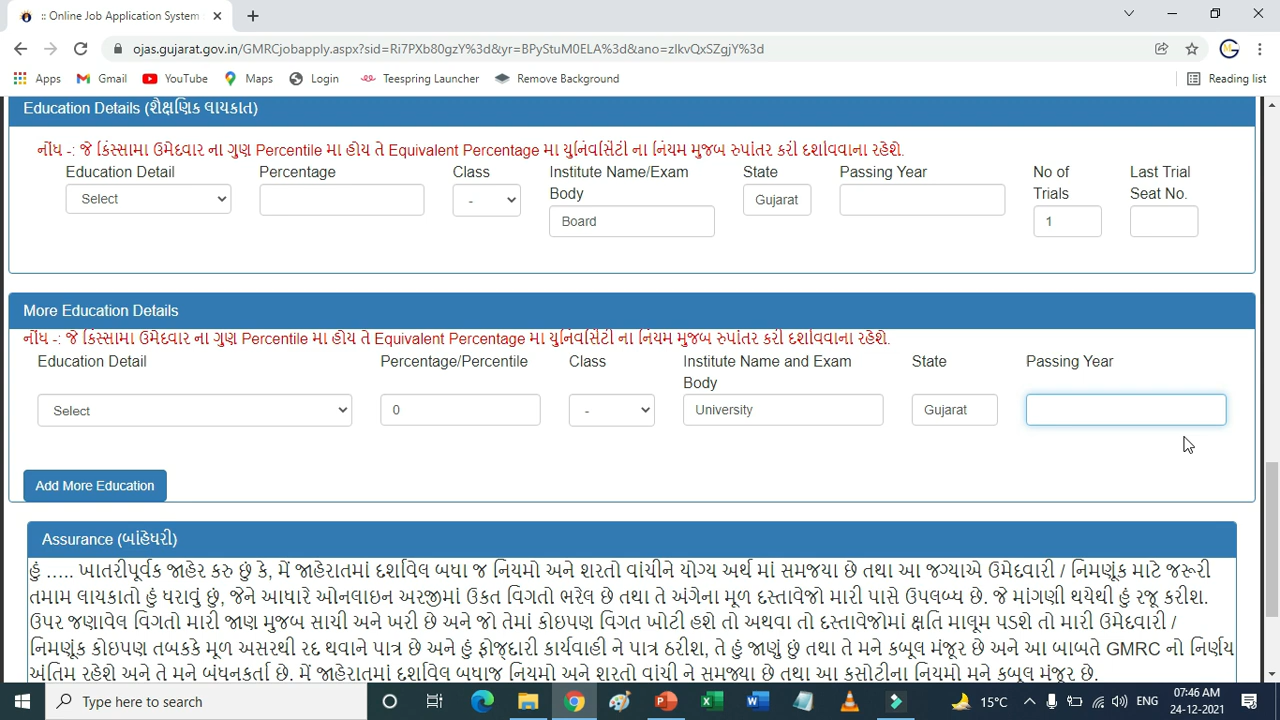 :: Online Job Application System
ojas.gujarat.gov.in/GMRCjobapply.aspx?sid=Ri7PXb80gzY%3d&yr=BPyStuM0ELA%3d&ano=zlkvQxSZgjY%3d
Apps Gmail YouTube Maps Login Teespring Launcher Remove Background Reading list
Education Details (શૈક્ષણિક લાયકાત)
નોંધ -: જે કિસ્સામા ઉમેદવાર ના ગુણ Percentile મા હોય તે Equivalent Percentage મા યુનિવર્સિટી ના નિયમ મુજબ રુપાંતર કરી દર્શાવવાના રહેશે.
Education Detail Percentage Class Institute Name/Exam Body State Passing Year No of Trials Last Trial Seat No.
Select - Board Gujarat 1
More Education Details
નોંધ -: જે કિસ્સામા ઉમેદવાર ના ગુણ Percentile મા હોય તે Equivalent Percentage મા યુનિવર્સિટી ના નિયમ મુજબ રુપાંતર કરી દર્શાવવાના રહેશે.
Education Detail Percentage/Percentile Class Institute Name and Exam Body State Passing Year
Select 0 - University Gujarat
Add More Education
Assurance (બાંહેધરી)
હું ..... ખાતરીપૂર્વક જાહેર કરુ છું કે, મેં જાહેરાતમાં દર્શાવેલ બધા જ નિયમો અને શરતો વાંચીને યોગ્ય અર્થ માં સમજ્યા છે તથા આ જગ્યાએ ઉમેદવારી / નિમણૂંક માટે જરૂરી
તમામ લાયકાતો હું ધરાવું છું, જેને આધારે ઓનલાઇન અરજીમાં ઉકત વિગતો ભરેલ છે તથા તે અંગેના મૂળ દસ્તાવેજો મારી પાસે ઉપલબ્ધ છે. જે માંગણી થયેથી હું રજૂ કરીશ.
ઉપર જણાવેલ વિગતો મારી જાણ મુજબ સાચી અને ખરી છે અને જો તેમાં કોઇપણ વિગત ખોટી હશે તો અથવા તો દસ્તાવેજોમાં ક્ષતિ માલૂમ પડશે તો મારી ઉમેદવારી /
નિમણૂંક કોઇપણ તબકકે મૂળ અસરથી રદ થવાને પાત્ર છે અને હું ફોજદારી કાર્યવાહી ને પાત્ર ઠરીશ, તે હું જાણું છું તથા તે મને કબૂલ મંજૂર છે અને આ બાબતે GMRC નો નિર્ણય
અંતિમ રહેશે અને તે મને બંધનકર્તા છે. મેં જાહેરાતમાં દર્શાવેલ નિયમો અને શરતો વાંચી ને સમજ્યા છે તથા આ કસોટીના નિયમો મને કબૂલ મંજૂર છે.
Type here to search 15°C ENG 07:46 AM
24-12-2021